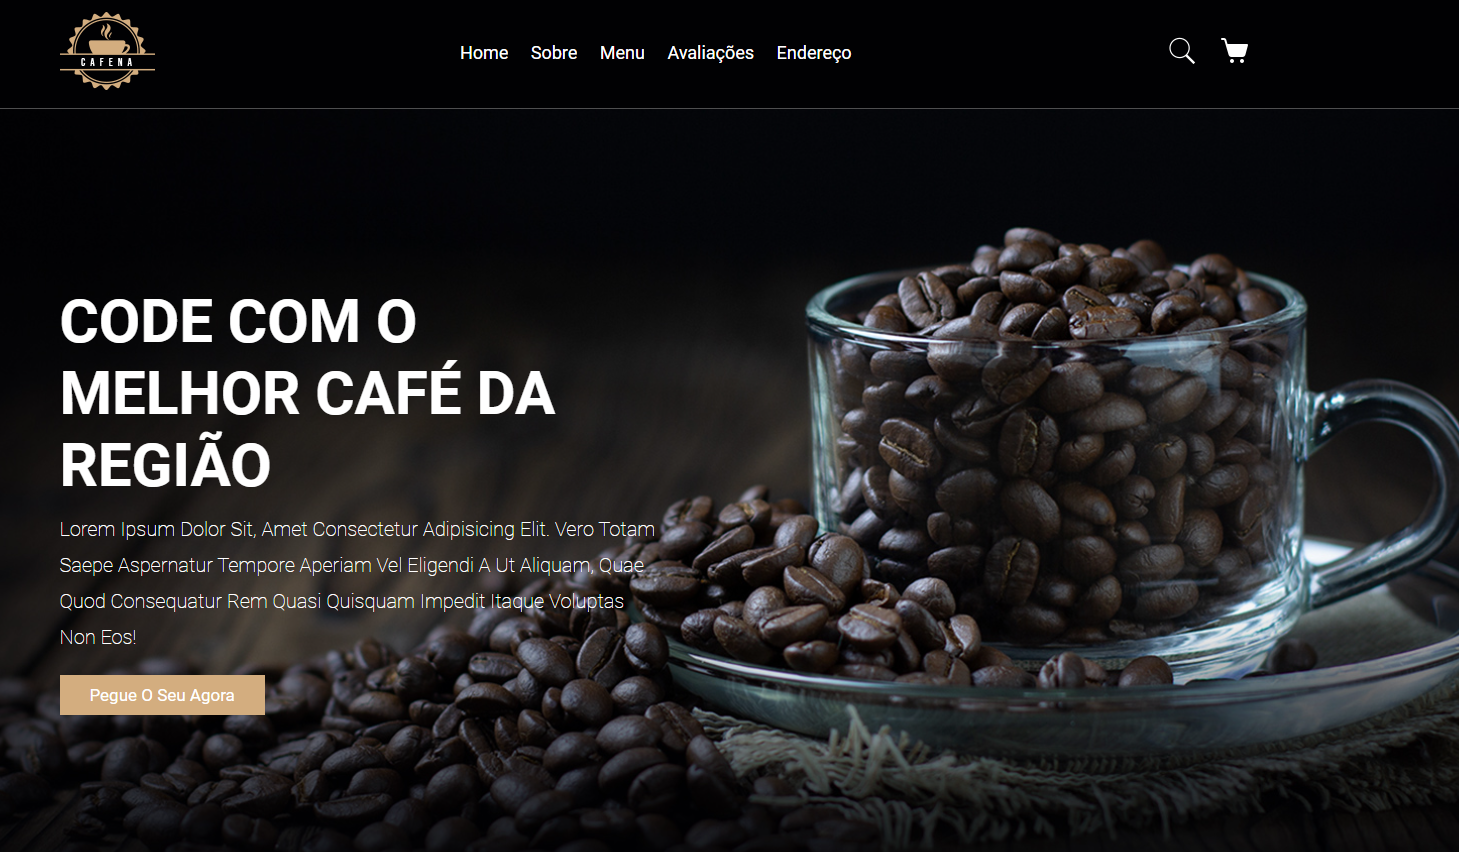 CAFENA
Home Sobre Menu Avaliações Endereço
CODE COM O
MELHOR CAFÉ DA
REGIÃO
Lorem Ipsum Dolor Sit, Amet Consectetur Adipisicing Elit. Vero Totam
Saepe Aspernatur Tempore Aperiam Vel Eligendi A Ut Aliquam, Quae
Quod Consequatur Rem Quasi Quisquam Impedit Itaque Voluptas
Non Eos!
Pegue O Seu Agora